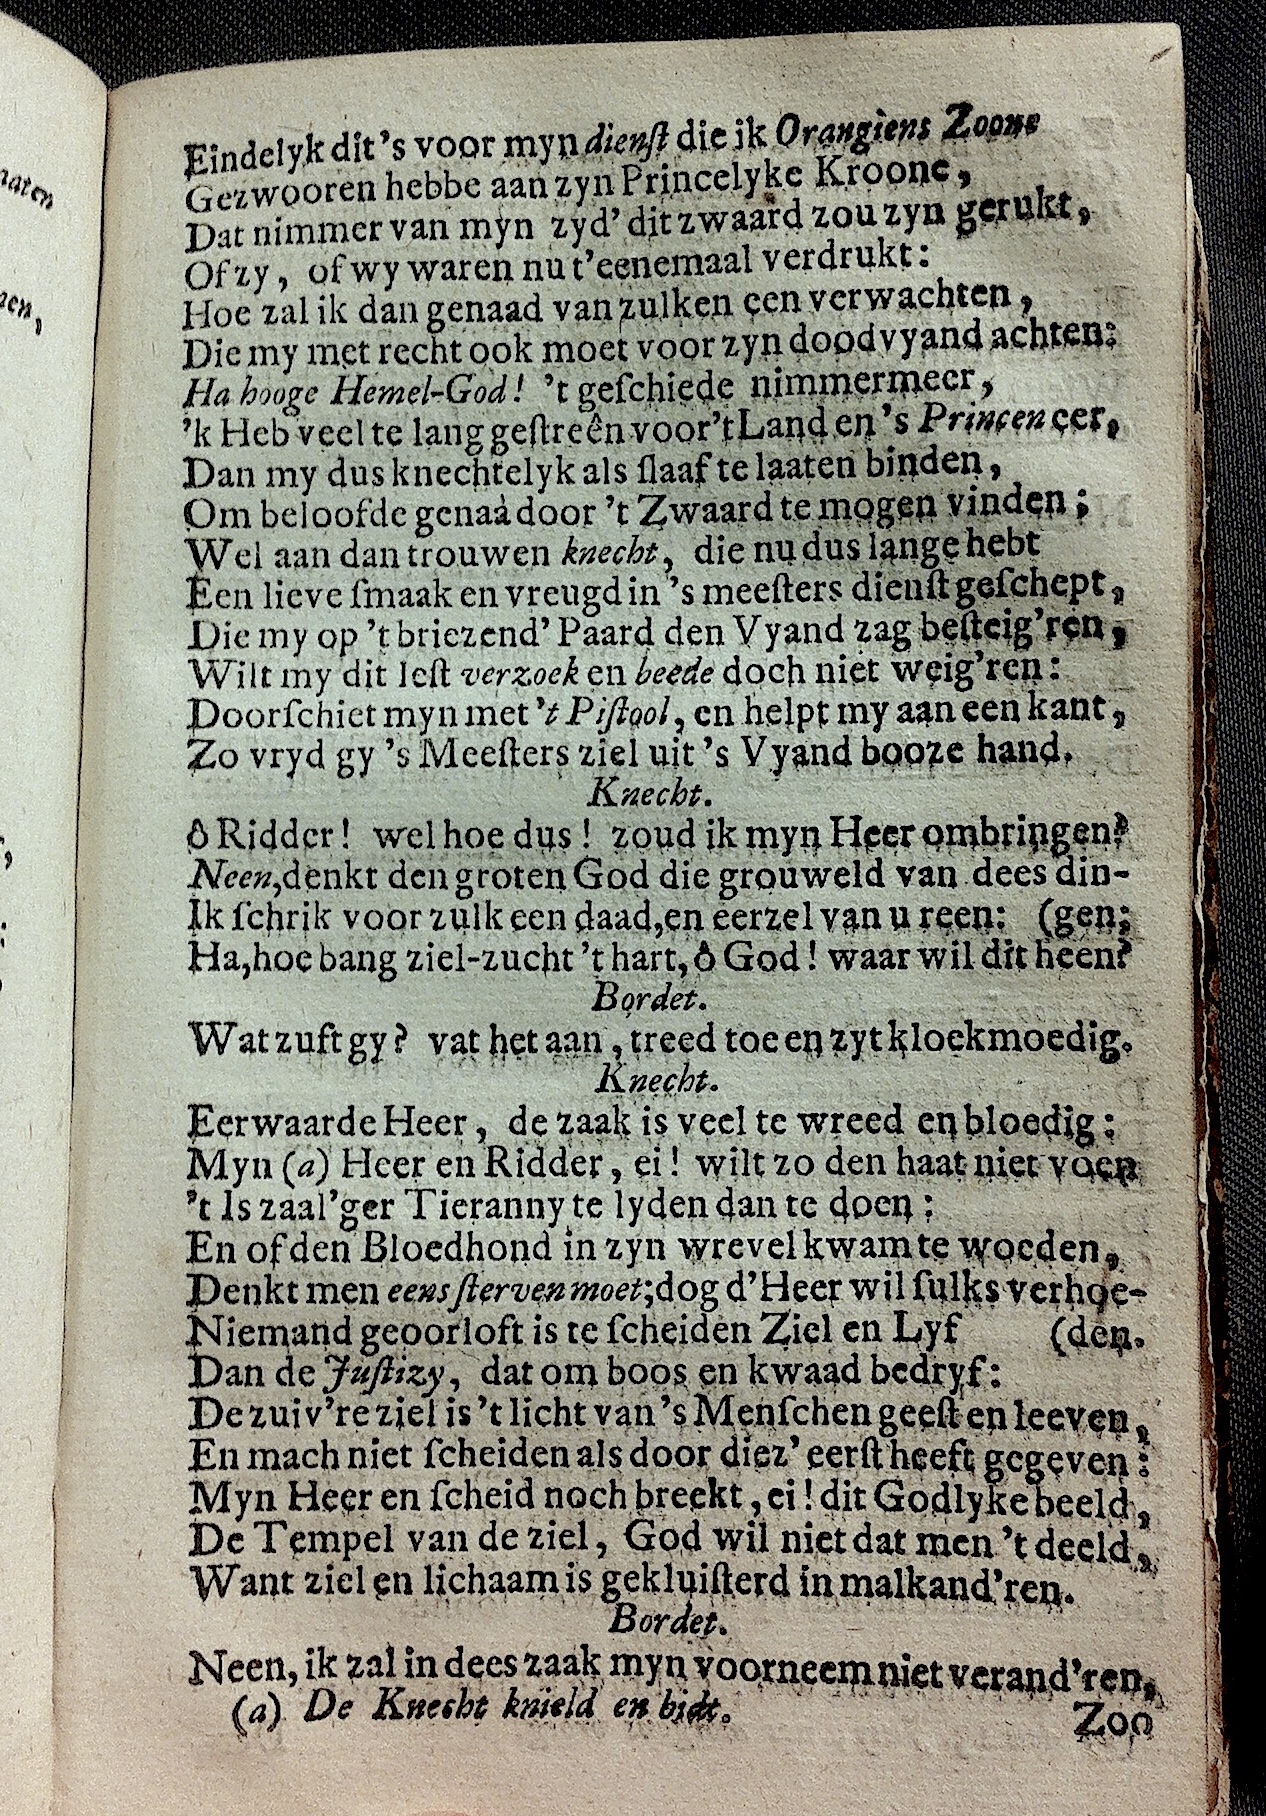 Eindelyk dit's voor myn dienſt die ik Orangiens Zoone
Gezwooren hebbe aan zyn Princelyke Kroone,
Dat nimmer van myn zyd' dit zwaard zou zyn gerukt,
Of zy, of wy waren nu t'eenemaal verdrukt:
Hoe zal ik dan genaad van zulken een verwachten,
Die my met recht ook moet voor zyn doodvyand achten:
Ha hooge Hemel-God! 't geſchiede nimmermeer,
'k Heb veel te lang geſtreên voor't Land en 's Princen eer,
Dan my dus knechtelyk als ſlaaf te laaten binden,
Om beloofde genaâ door 't Zwaard te mogen vinden;
Wel aan dan trouwen knecht, die nu dus lange hebt
Een lieve ſmaak en vreugd in 's meeſters dienſt geſchept,
Die my op 't briezend' Paard den Vyand zag beſteig'ren,
Wilt my dit leſt verzoek en beede doch niet weig'ren:
Doorſchiet myn met 't Piſtool, en helpt my aan een kant,
Zo vryd gy 's Meeſters ziel uit 's Vyand booze hand.
Knecht.
ô Ridder! wel hoe dus! zoud ik myn Heer ombringen?
Neen, denkt den groten God die grouweld van dees din-
Ik ſchrik voor zulk een daad, en eerzel van u reen: (gen;
Ha, hoe bang ziel-zucht 't hart, ô God! waar wil dit heen?
Bordet.
Wat zuft gy? vat het aan, treed toe en zyt kloekmoedig.
Knecht.
Eerwaarde Heer, de zaak is veel te wreed en bloedig:
Myn (a) Heer en Ridder, ei! wilt zo den haat niet voen
't Is zaal'ger Tieranny te lyden dan te doen:
En of den Bloedhond in zyn wrevel kwam te woeden,
Denkt men eens ſterven moet; dog d'Heer wil ſulks verhoe-
Niemand geoorloft is te ſcheiden Ziel en Lyf (den.
Dan de Juſtizy, dat om boos en kwaad bedryf:
De zuiv're ziel is 't licht van 's Menſchen geeſt en leeven,
En mach niet ſcheiden als door diez' eerſt heeft gegeven:
Myn Heer en ſcheid noch breekt, ei! dit Godlyke beeld,
De Tempel van de ziel, God wil niet dat men 't deeld,
Want ziel en lichaam is gekluiſterd in malkand'ren.
Bordet.
Neen, ik zal in dees zaak myn voorneem niet verand'ren,
(a) De Knecht knield en bidt.
Zoo